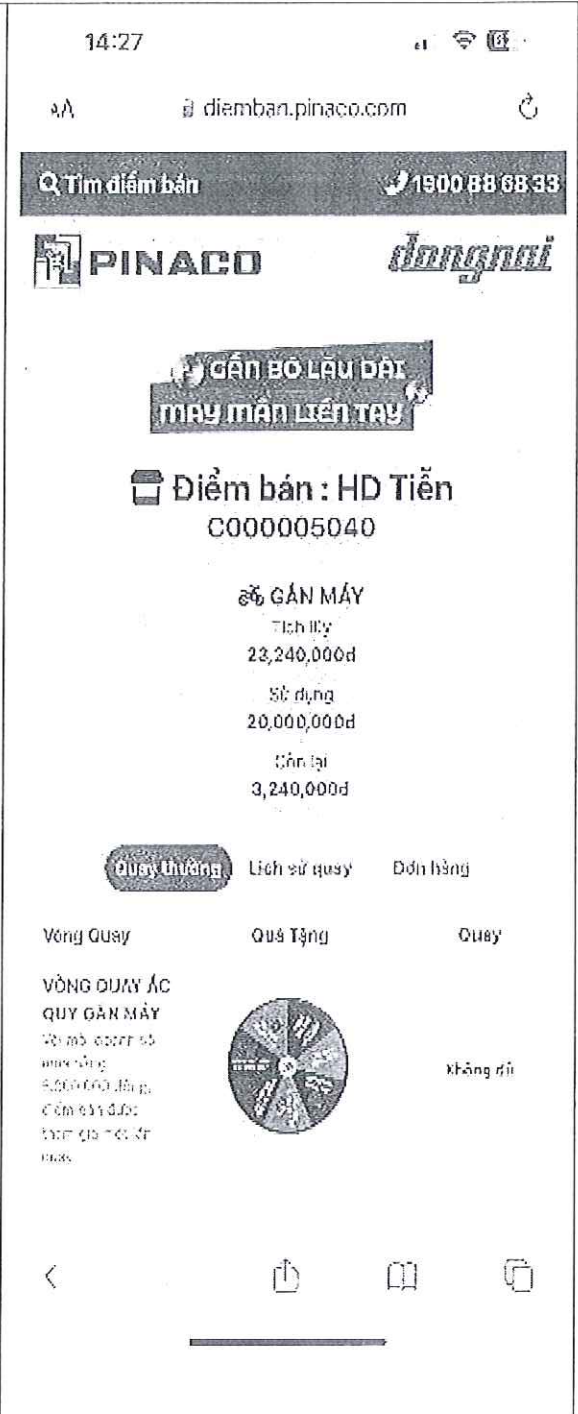 14:27
AA diemban.pinaco.com
Tìm điểm bán 1900 88 68 33
PINACO dongnai
GẮN BÓ LÂU DÀI
MAY MẮN LIỀN TAY
Điểm bán : HD Tiễn
C000005040
GẮN MÁY
Tích lũy
23,240,000đ
Sử dụng
20,000,000đ
Còn lại
3,240,000đ
Quay thưởng Lịch sử quay Đơn hàng
Vòng Quay Quà Tặng Quay
VÒNG QUAY ẮC
QUY GẮN MÁY
Không đủ